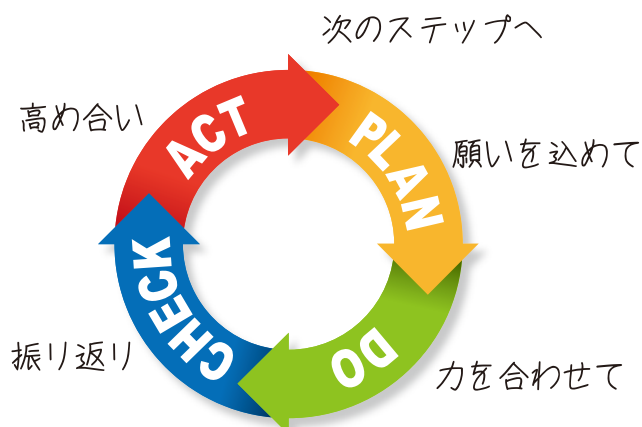 次のステップへ
高め合い
ACT
PLAN
願いを込めて
CHECK
DO
振り返り
力を合わせて